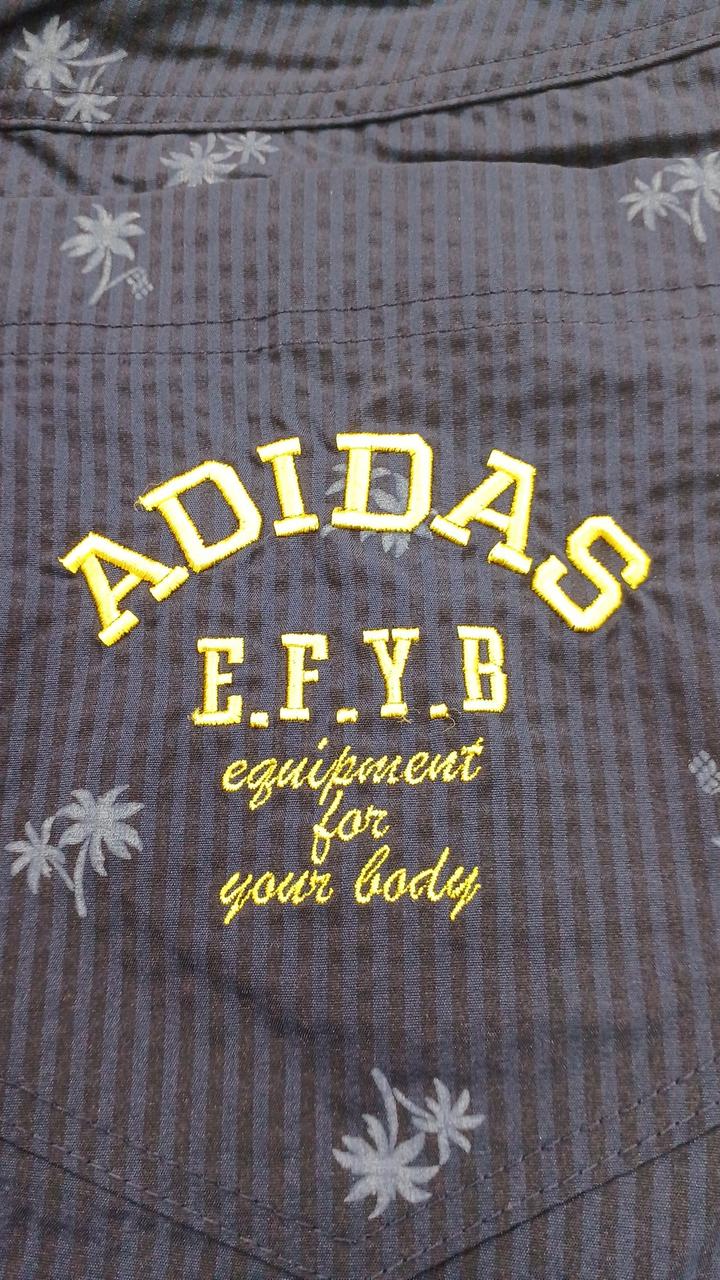 ADIDAS
E.F.Y.B
equipment
for
your body